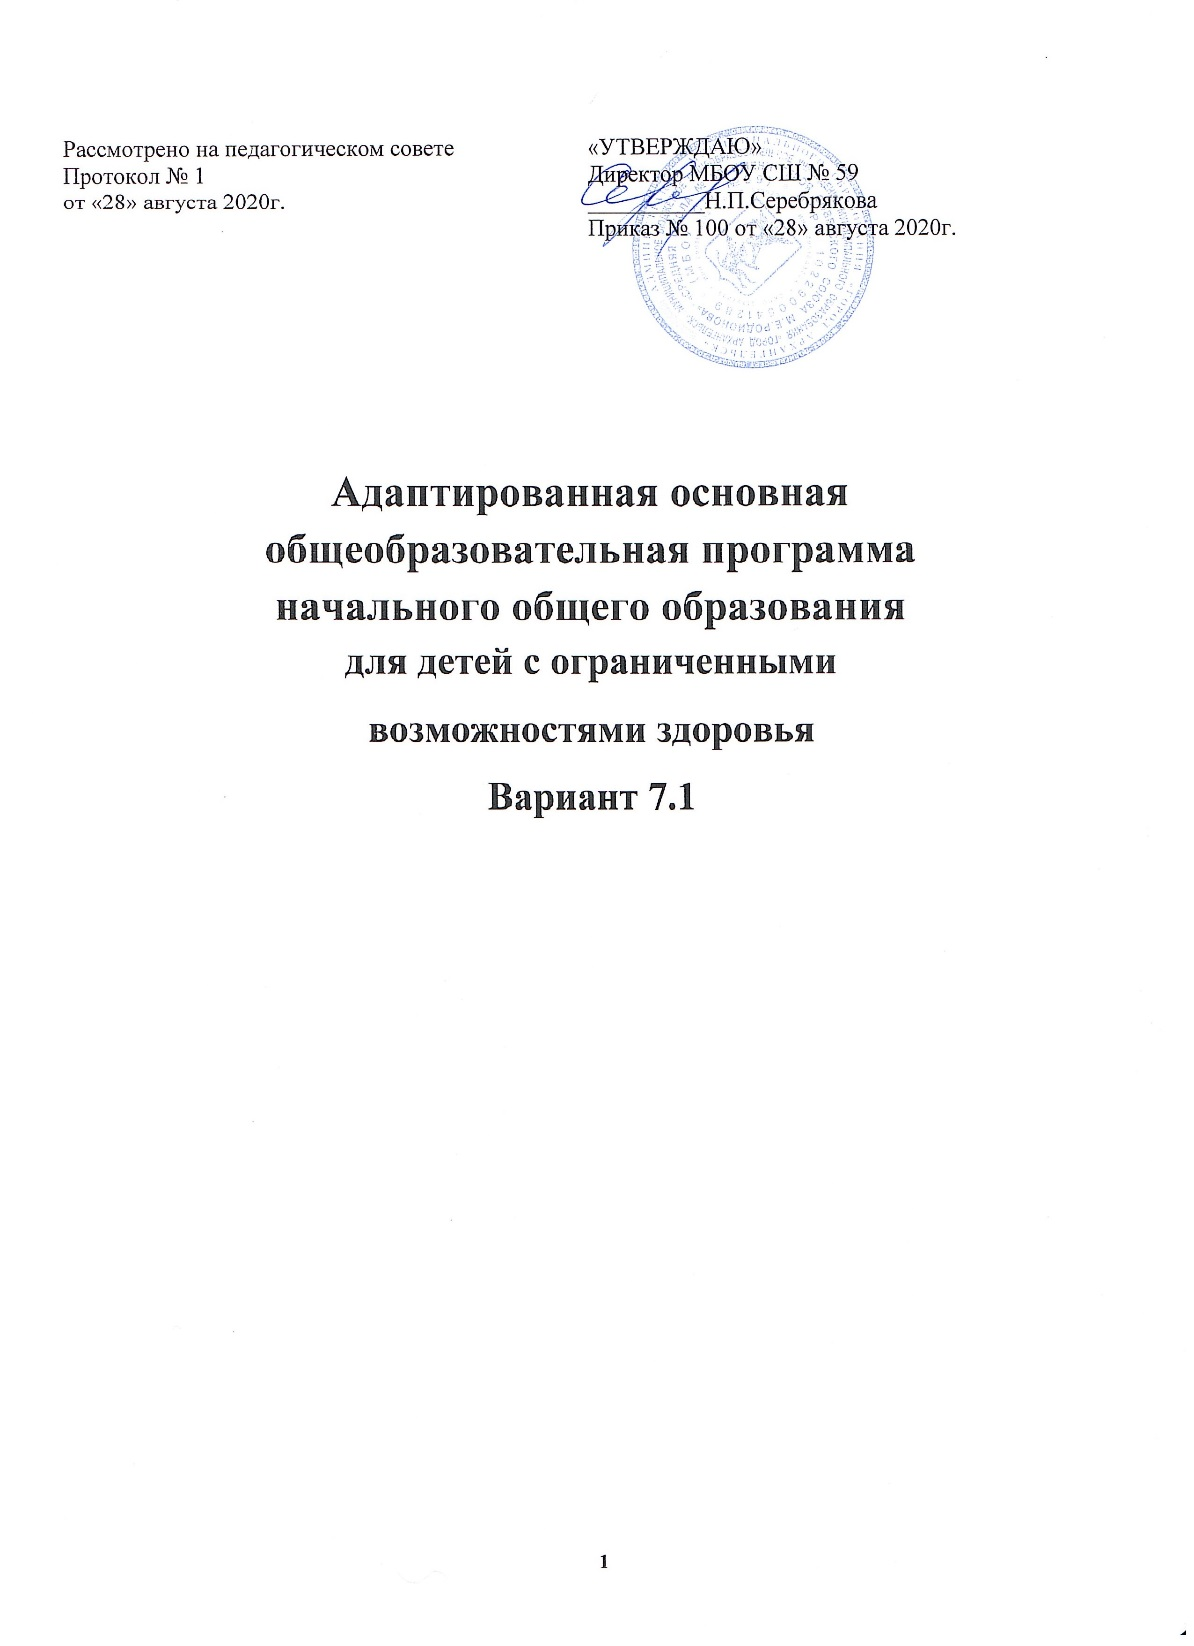 Рассмотрено на педагогическом совете
Протокол № 1
от «28» августа 2020г.
«УТВЕРЖДАЮ»
Директор МБОУ СШ № 59
__________Н.П.Серебрякова
Приказ № 100 от «28» августа 2020г.
Адаптированная основная
общеобразовательная программа
начального общего образования
для детей с ограниченными
возможностями здоровья
Вариант 7.1
1